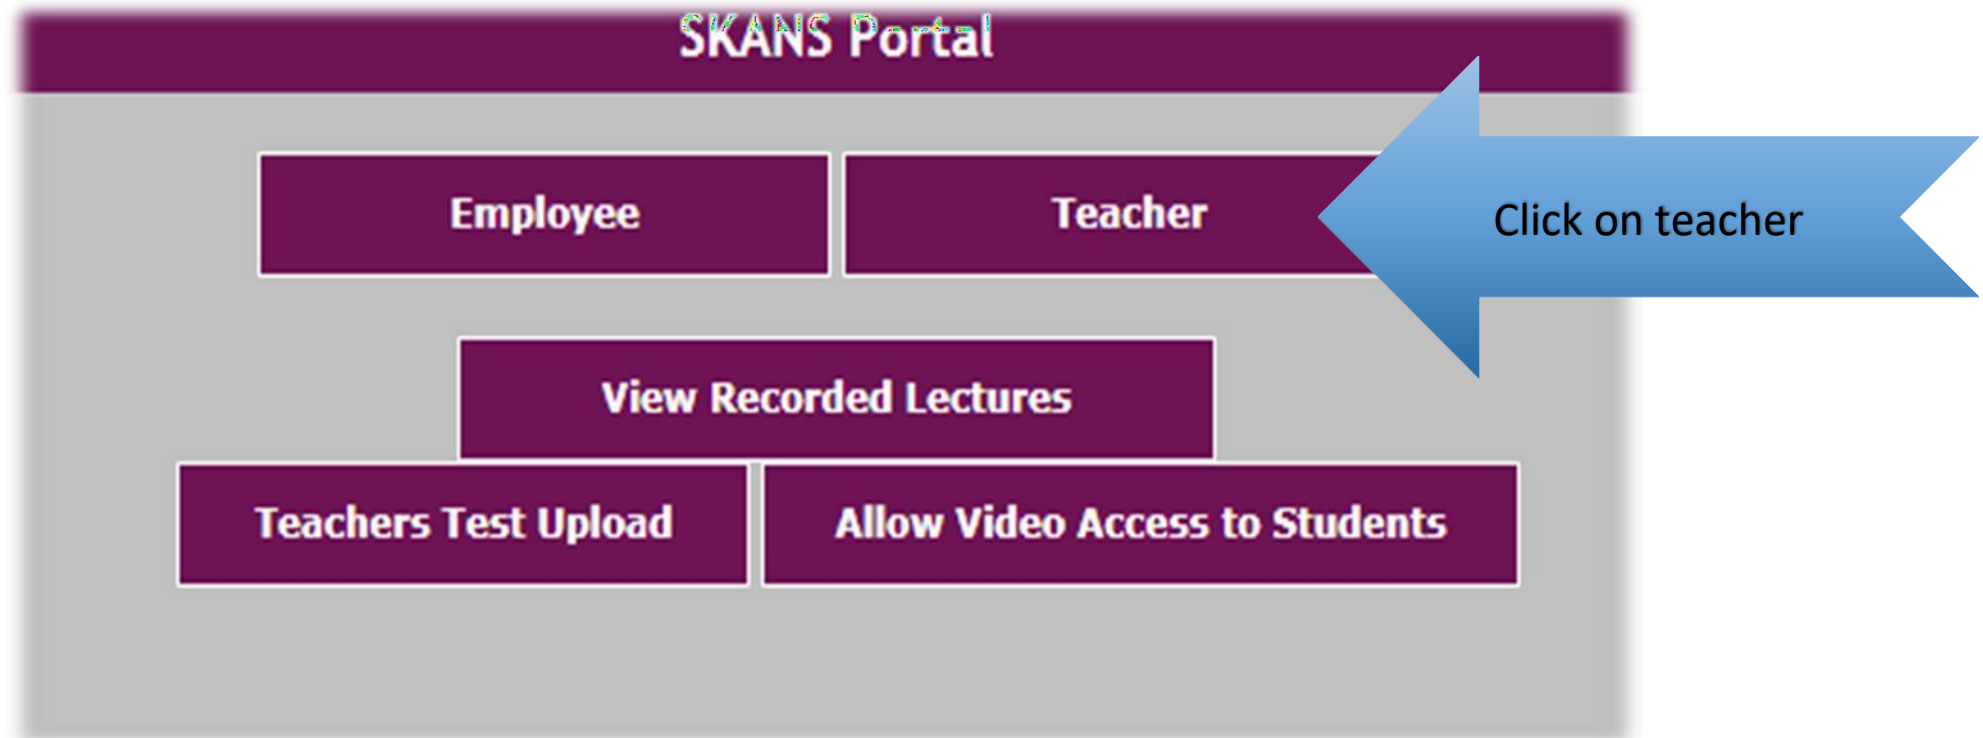 SKANS Portal
Employee
Teacher
Click on teacher
View Recorded Lectures
Teachers Test Upload
Allow Video Access to Students